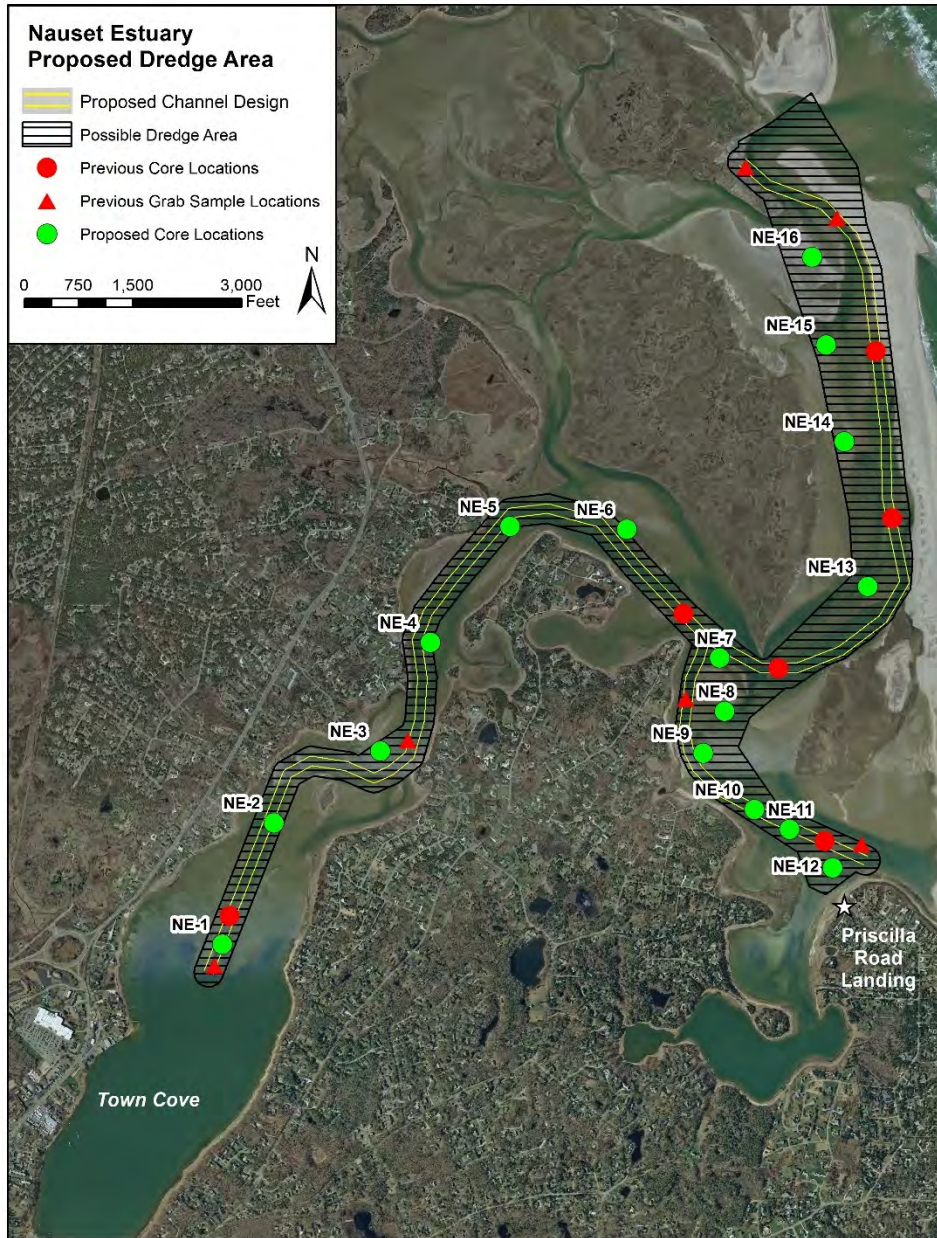 Nauset Estuary
Proposed Dredge Area
Proposed Channel Design
Possible Dredge Area
Previous Core Locations
Previous Grab Sample Locations
Proposed Core Locations
N
0 750 1,500 3,000
Feet
NE-16
NE-15
NE-14
NE-5
NE-6
NE-13
NE-4
NE-7
NE-8
NE-3
NE-9
NE-10
NE-2
NE-11
NE-12
NE-1
Priscilla
Road
Landing
Town Cove